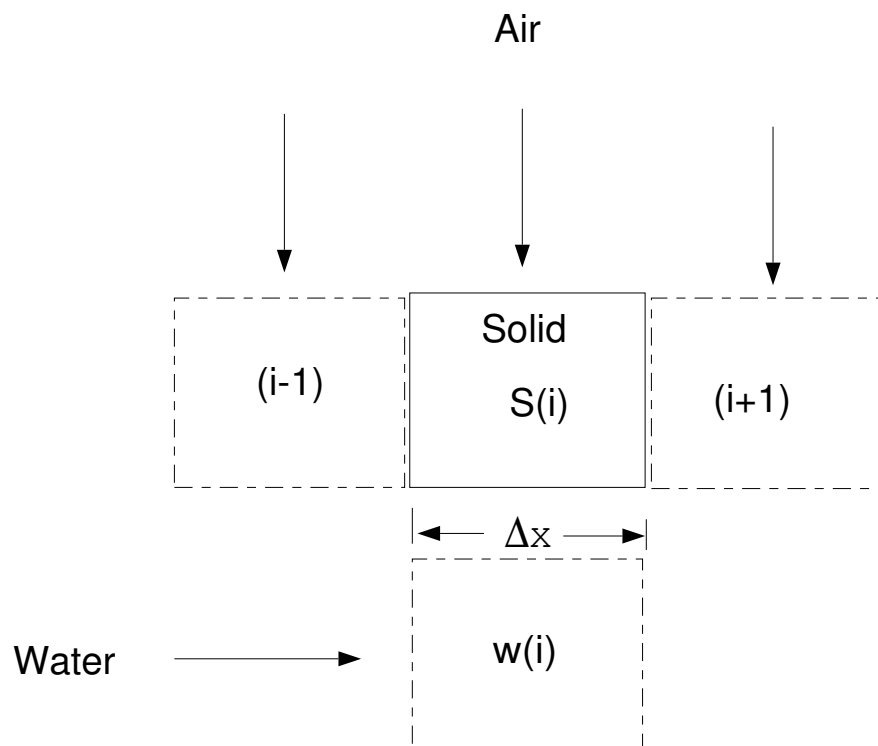 Air
Solid
(i-1)
S(i)
(i+1)
Δx
Water
w(i)